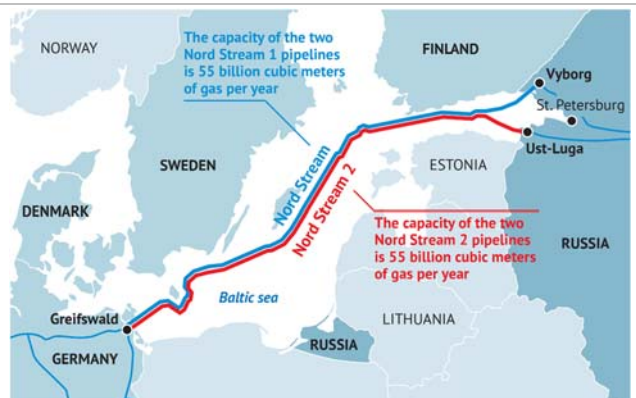 NORWAY
The capacity of the two
Nord Stream 1 pipelines
is 55 billion cubic meters
of gas per year
FINLAND
Vyborg
St. Petersburg
Ust-Luga
SWEDEN
ESTONIA
DENMARK
Nord Stream
Nord Stream 2
The capacity of the two
Nord Stream 2 pipelines
is 55 billion cubic meters
of gas per year
RUSSIA
Baltic sea
Greifswald
LITHUANIA
RUSSIA
GERMANY